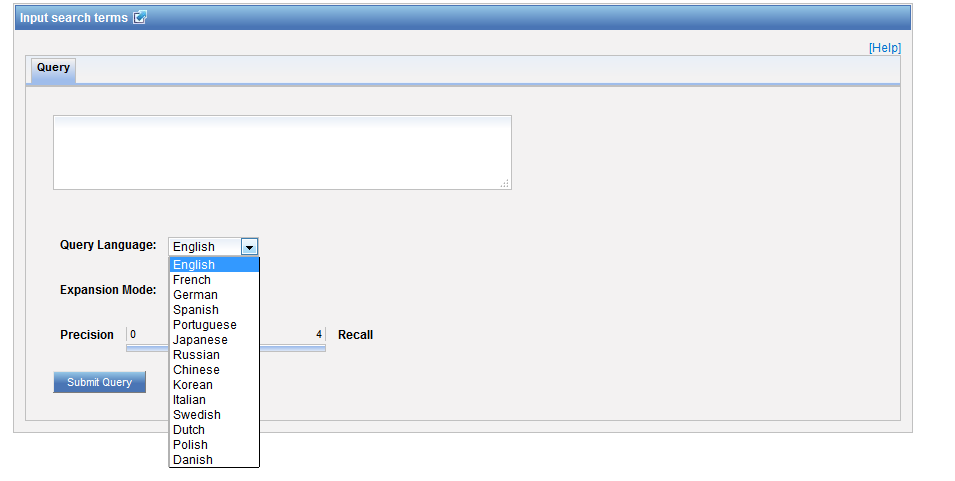 Input search terms
[Help]
Query
Query Language: English
English
French
German
Spanish
Portuguese
Japanese
Russian
Chinese
Korean
Italian
Swedish
Dutch
Polish
Danish
Expansion Mode:
Precision 0 4 Recall
Submit Query